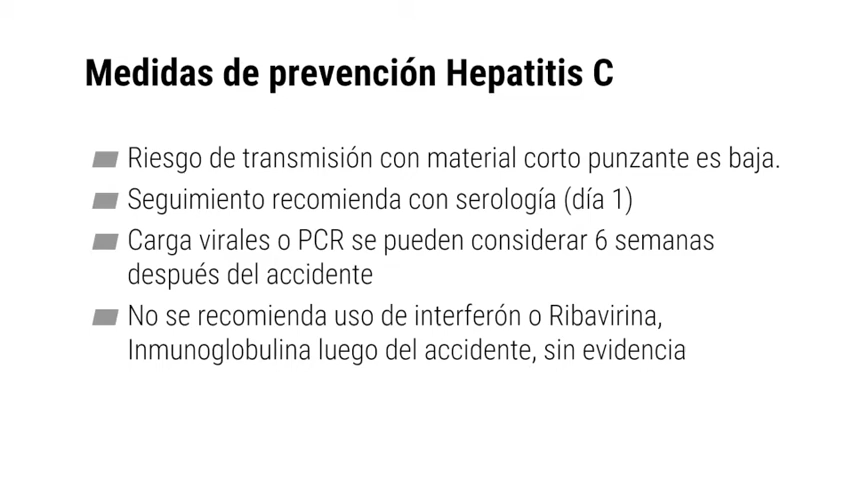 Medidas de prevención Hepatitis C
Riesgo de transmisión con material corto punzante es baja.
Seguimiento recomienda con serología (día 1)
Carga virales o PCR se pueden considerar 6 semanas
después del accidente
No se recomienda uso de interferón o Ribavirina,
Inmunoglobulina luego del accidente, sin evidencia